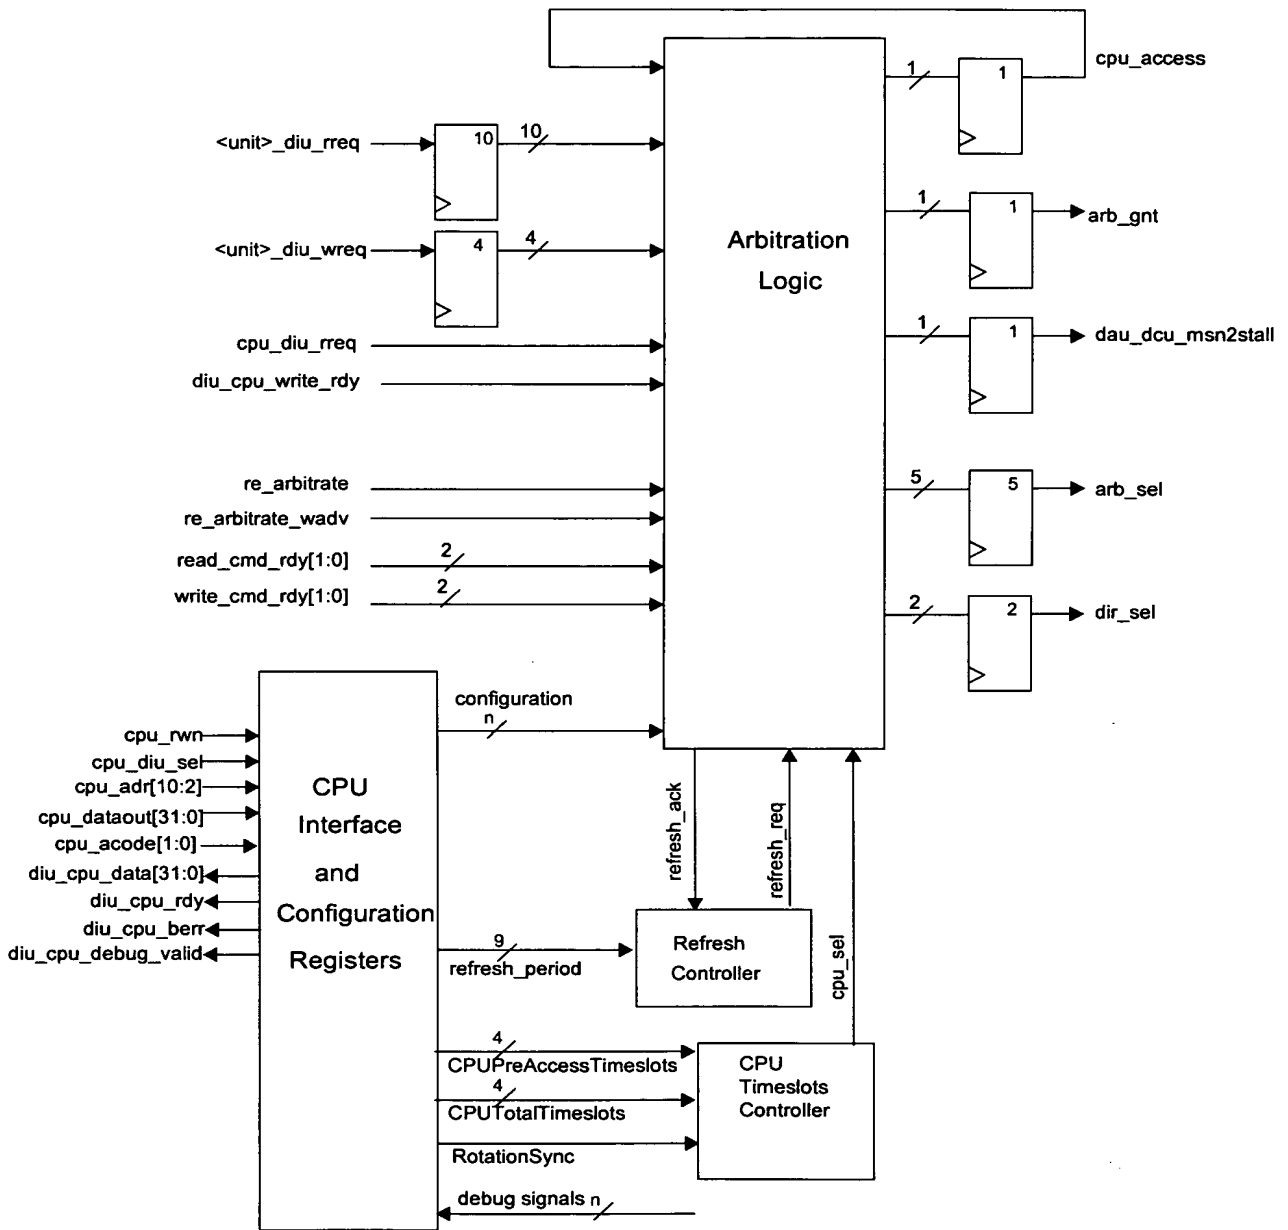 cpu_access
1
1
<unit>_diu_rreq
10
10
<unit>_diu_wreq
4
4
Arbitration
Logic
1
1
arb_gnt
1
1
dau_dcu_msn2stall
cpu_diu_rreq
diu_cpu_write_rdy
re_arbitrate
re_arbitrate_wadv
read_cmd_rdy[1:0]
2
write_cmd_rdy[1:0]
2
5
5
arb_sel
2
2
dir_sel
configuration
n
cpu_rwn
cpu_diu_sel
cpu_adr[10:2]
cpu_dataout[31:0]
cpu_acode[1:0]
diu_cpu_data[31:0]
diu_cpu_rdy
diu_cpu_berr
diu_cpu_debug_valid
CPU
Interface
and
Configuration
Registers
refresh_ack
refresh_req
cpu_sel
9
refresh_period
Refresh
Controller
4
CPUPreAccessTimeslots
4
CPUTotalTimeslots
RotationSync
CPU
Timeslots
Controller
debug signals n